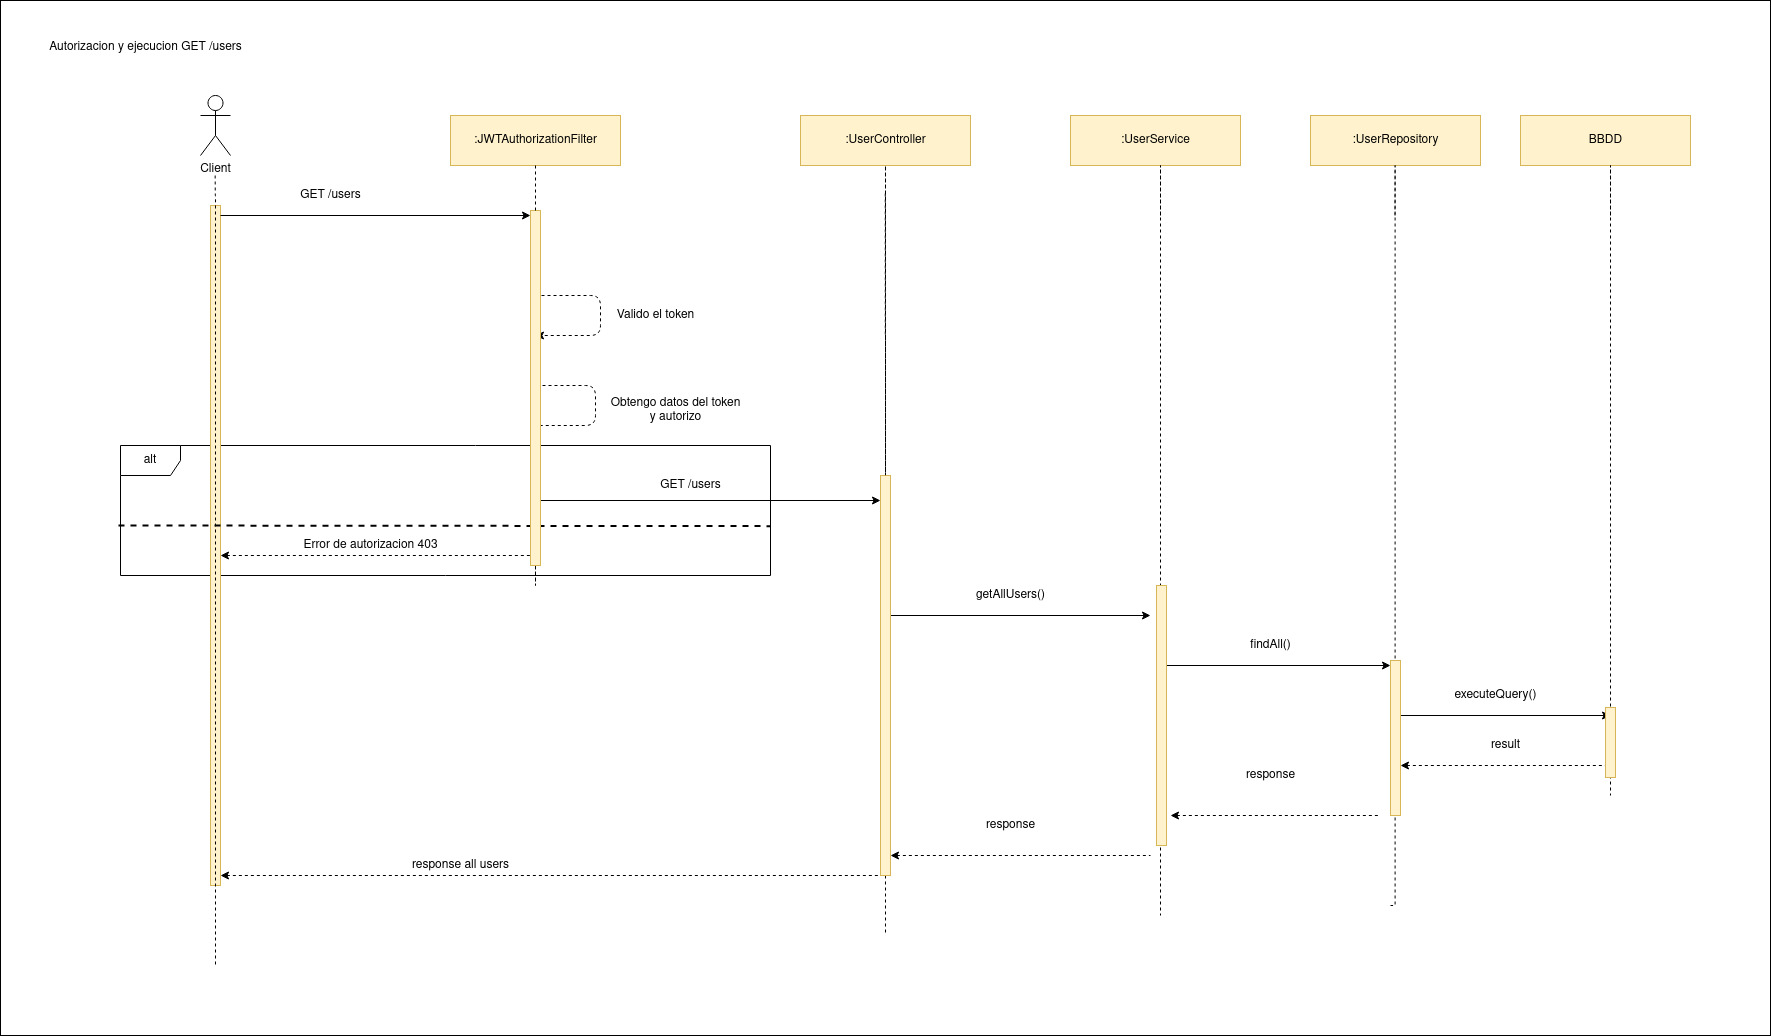 Autorizacion y ejecucion GET /users
Client
:JWTAuthorizationFilter
:UserController
:UserService
:UserRepository
BBDD
GET /users
Valido el token
Obtengo datos del token
y autorizo
alt
GET /users
Error de autorizacion 403
getAllUsers()
findAll()
executeQuery()
result
response
response
response all users